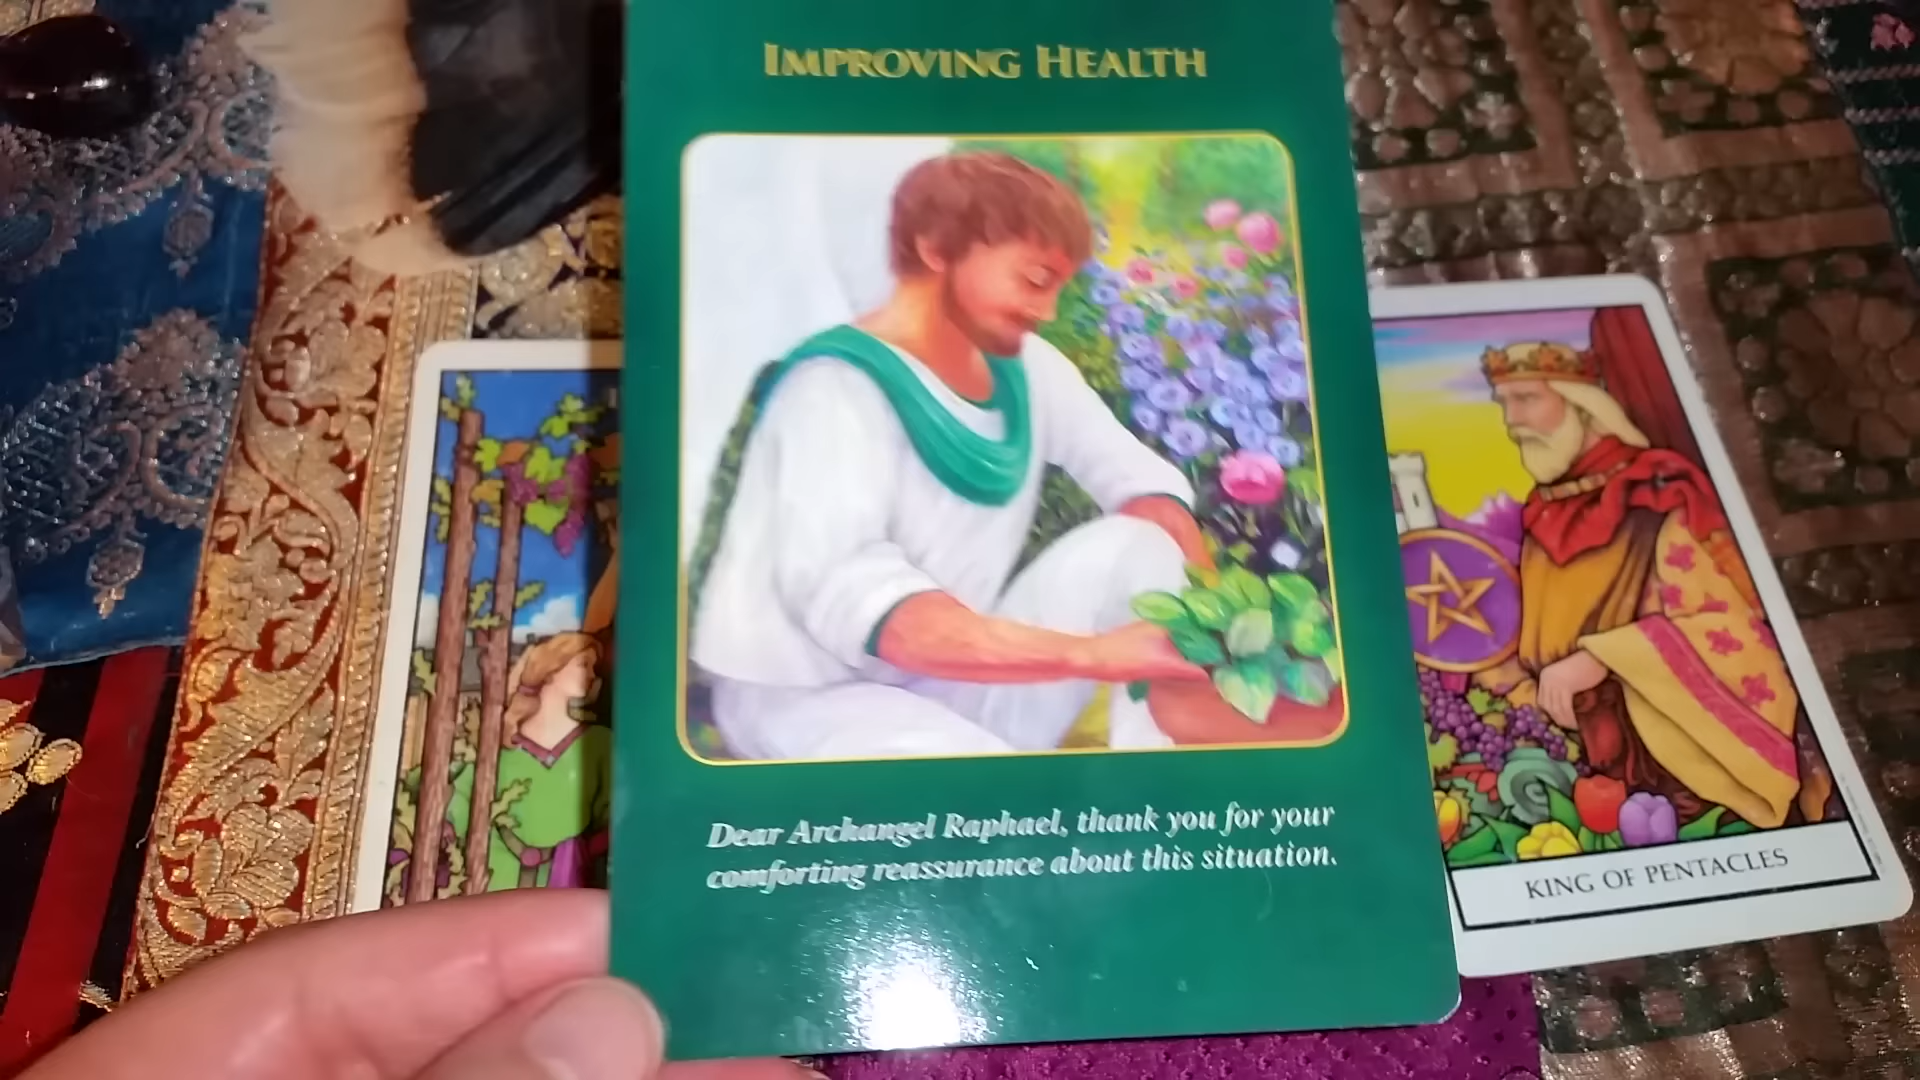 IMPROVING HEALTH
Dear Archangel Raphael, thank you for your
comforting reassurance about this situation.
KING OF PENTACLES